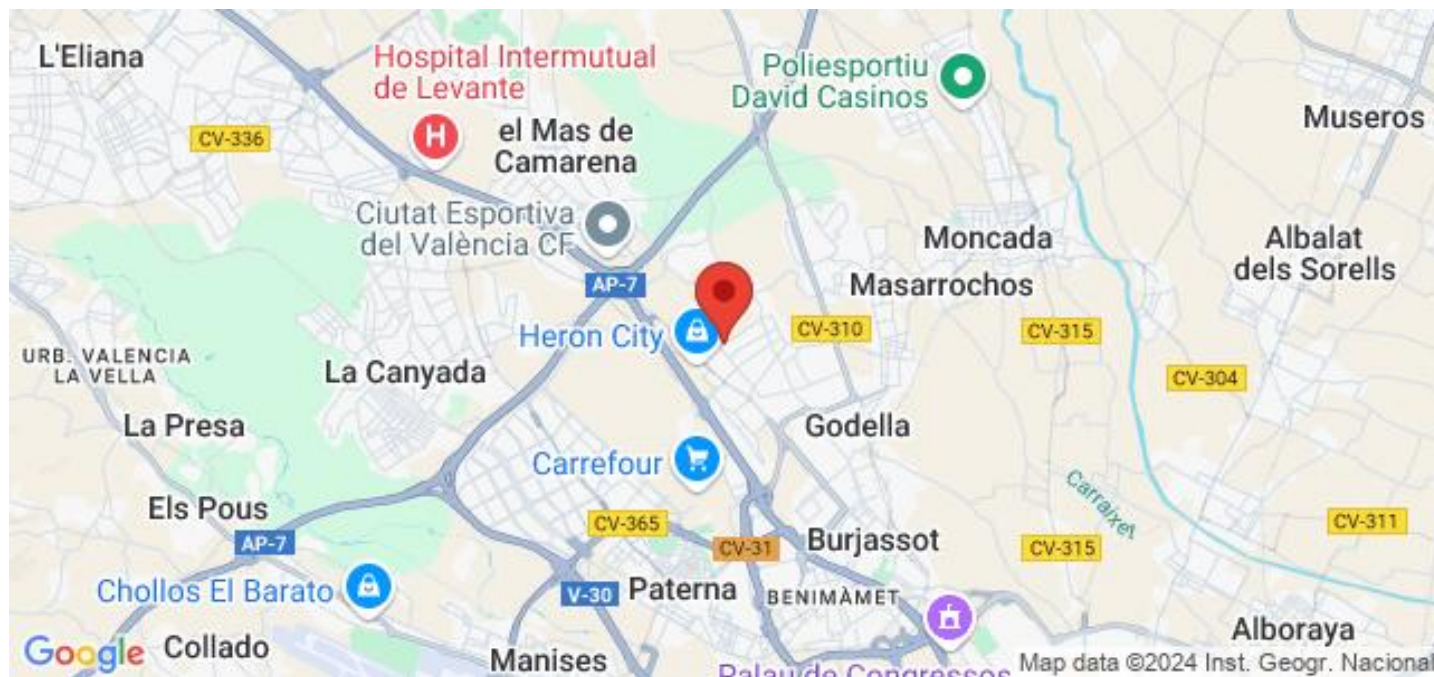 L'Eliana
Hospital Intermutual
de Levante
Poliesportiu
David Casinos
Museros
CV-336
el Mas de
Camarena
Ciutat Esportiva
del València CF
Moncada
Albalat
dels Sorells
AP-7
Masarrochos
Heron City
CV-310
CV-315
URB. VALENCIA
LA VELLA
La Canyada
CV-304
La Presa
Godella
Carrefour
Carraixet
Els Pous
CV-365
CV-311
AP-7
CV-31
Burjassot
CV-315
Chollos El Barato
V-30
Paterna
BENIMÀMET
Alboraya
Google
Collado
Manises
Palau de Congressos
Map data ©2024 Inst. Geogr. Nacional